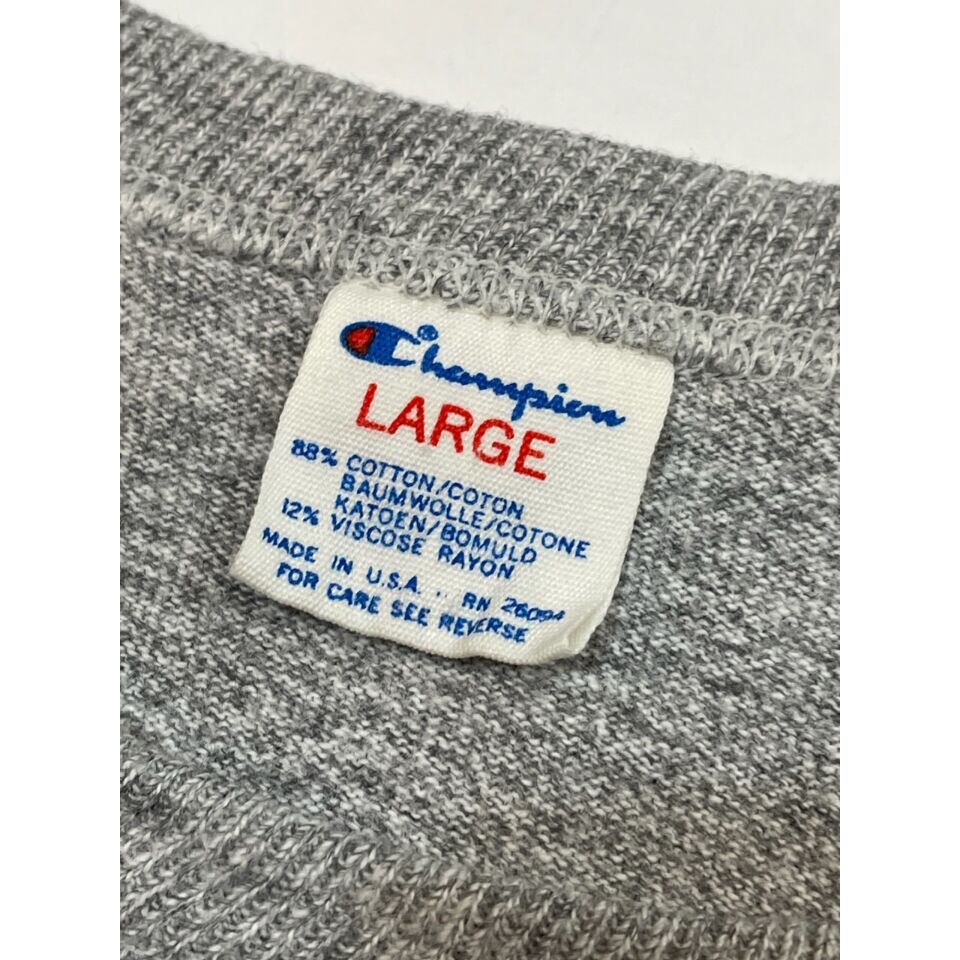 Champion®
LARGE
88% COTTON/COTON
BAUMWOLLE/COTONE
KATOEN/BOMULD
12% VISCOSE RAYON
MADE IN U.S.A. .. RN 26094
FOR CARE SEE REVERSE